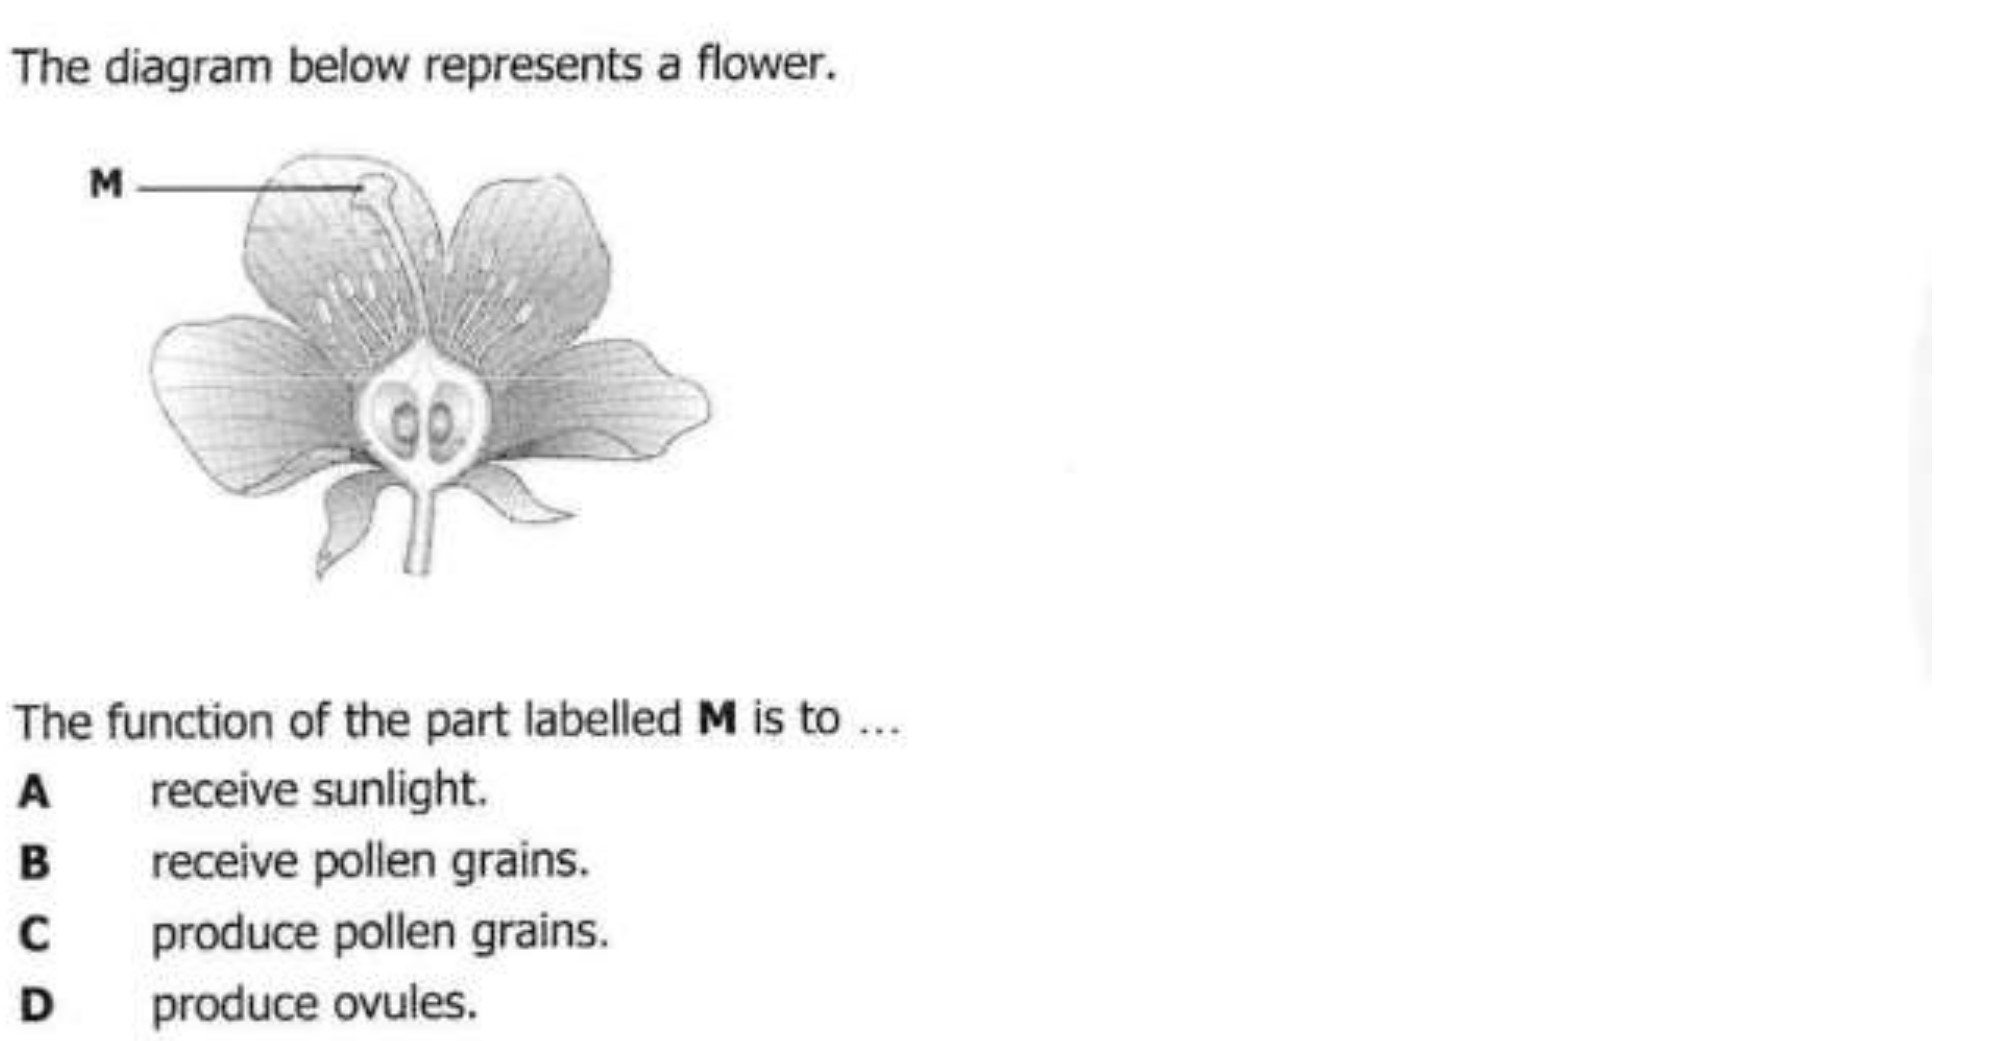 The diagram below represents a flower.
M
The function of the part labelled M is to ...
A receive sunlight.
B receive pollen grains.
C produce pollen grains.
D produce ovules.